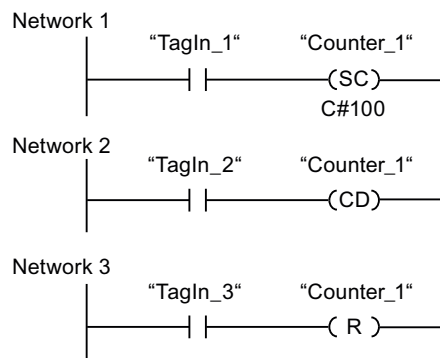 Network 1
“TagIn_1“ “Counter_1“
(SC)
C#100
Network 2
“TagIn_2“ “Counter_1“
(CD)
Network 3
“TagIn_3“ “Counter_1“
( R )